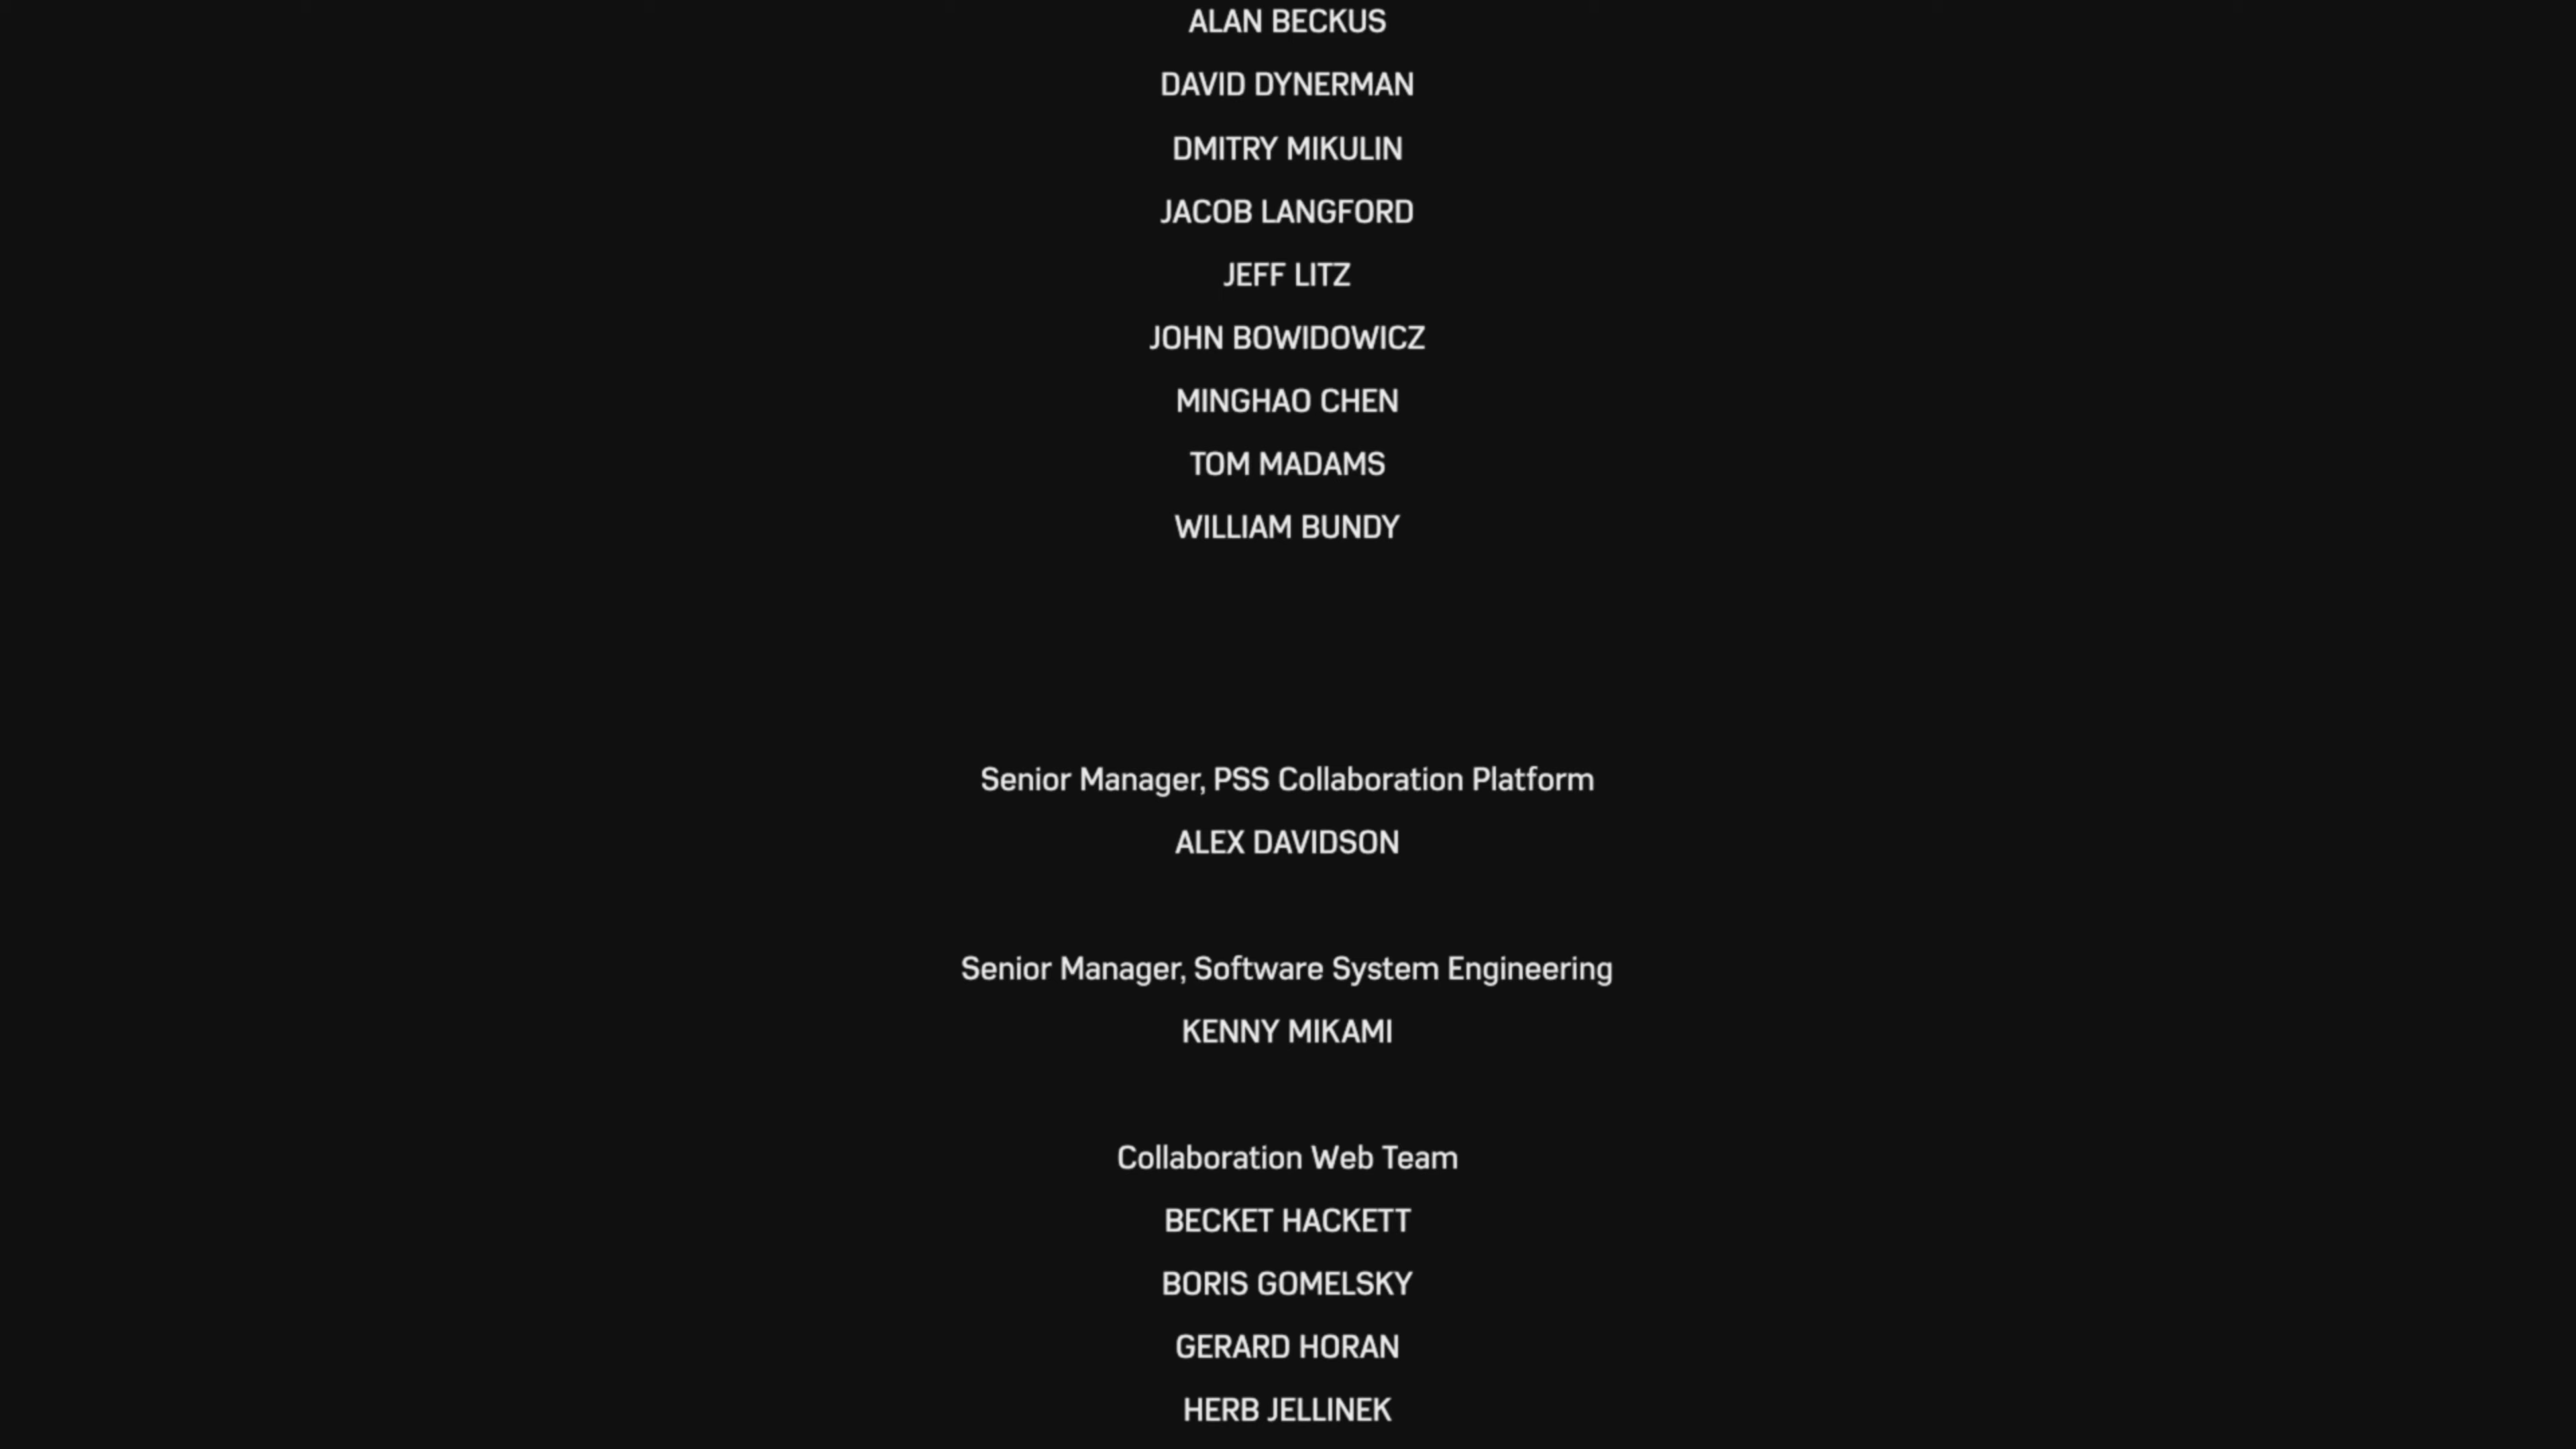 ALAN BECKUS
DAVID DYNERMAN
DMITRY MIKULIN
JACOB LANGFORD
JEFF LITZ
JOHN BOWIDOWICZ
MINGHAO CHEN
TOM MADAMS
WILLIAM BUNDY
Senior Manager, PSS Collaboration Platform
ALEX DAVIDSON
Senior Manager, Software System Engineering
KENNY MIKAMI
Collaboration Web Team
BECKET HACKETT
BORIS GOMELSKY
GERARD HORAN
HERB JELLINEK